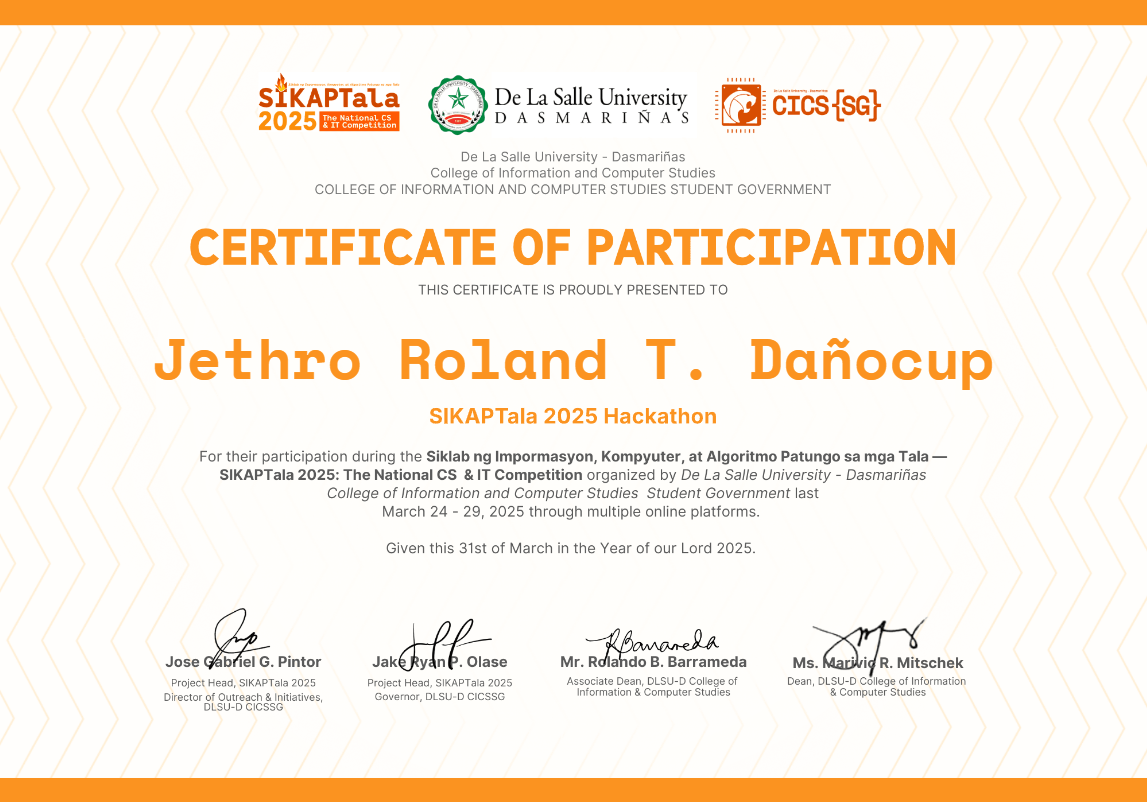 SIKAPTala
2025 The National CS
& IT Competition
De La Salle University
DASMARIÑAS
CICS{SG}
De La Salle University - Dasmariñas
College of Information and Computer Studies
COLLEGE OF INFORMATION AND COMPUTER STUDIES STUDENT GOVERNMENT
CERTIFICATE OF PARTICIPATION
THIS CERTIFICATE IS PROUDLY PRESENTED TO
Jethro Roland T. Dañocup
SIKAPTala 2025 Hackathon
For their participation during the Siklab ng Impormasyon, Kompyuter, at Algoritmo Patungo sa mga Tala —
SIKAPTala 2025: The National CS & IT Competition organized by De La Salle University - Dasmariñas
College of Information and Computer Studies Student Government last
March 24 - 29, 2025 through multiple online platforms.
Given this 31st of March in the Year of our Lord 2025.
Jose Gabriel G. Pintor
Project Head, SIKAPTala 2025
Director of Outreach & Initiatives,
DLSU-D CICSSG
Jake Ryan P. Olase
Project Head, SIKAPTala 2025
Governor, DLSU-D CICSSG
Mr. Rolando B. Barrameda
Associate Dean, DLSU-D College of
Information & Computer Studies
Ms. Marivic R. Mitschek
Dean, DLSU-D College of Information
& Computer Studies